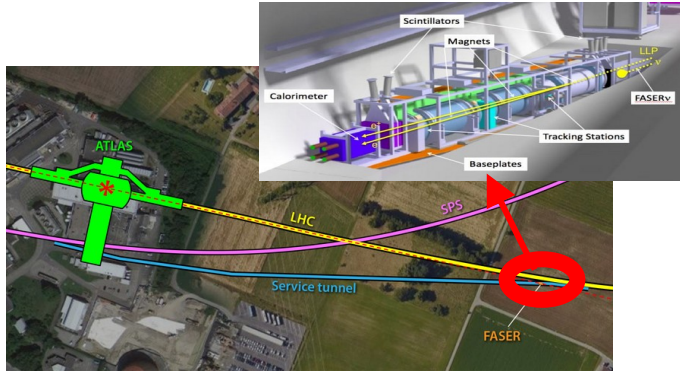 Scintillators
Magnets
LLP
ν
Calorimeter
FASERν
e
e
Tracking Stations
Baseplates
ATLAS
*
LHC
SPS
Service tunnel
FASER